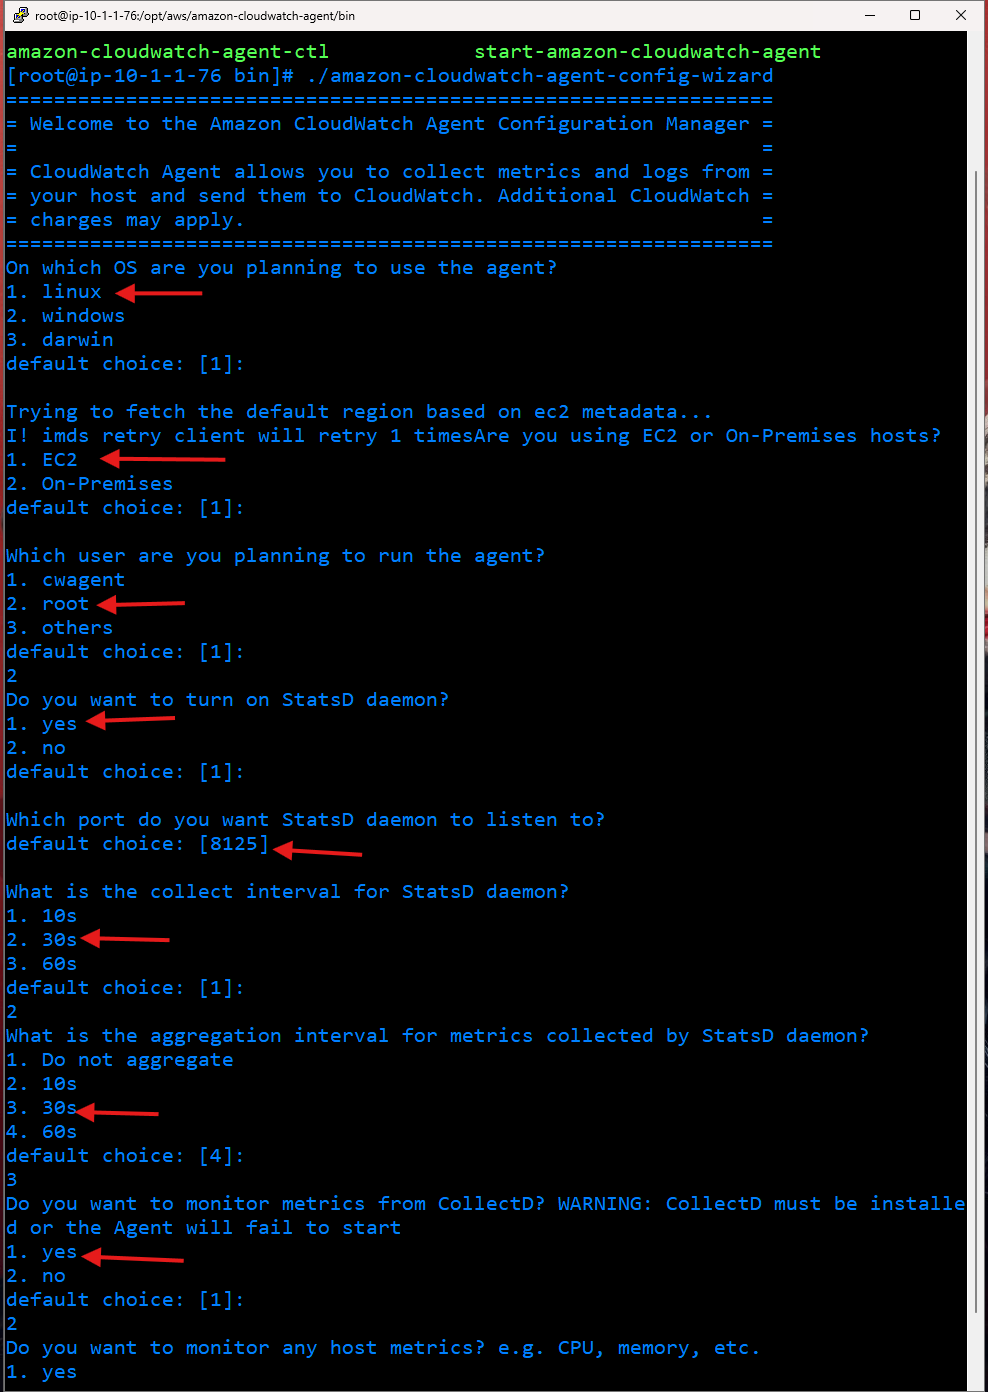 root@ip-10-1-1-76:/opt/aws/amazon-cloudwatch-agent/bin
amazon-cloudwatch-agent-ctl            start-amazon-cloudwatch-agent
[root@ip-10-1-1-76 bin]# ./amazon-cloudwatch-agent-config-wizard
================================================================
= Welcome to the Amazon CloudWatch Agent Configuration Manager =
=                                                              =
= CloudWatch Agent allows you to collect metrics and logs from =
= your host and send them to CloudWatch. Additional CloudWatch =
= charges may apply.                                           =
================================================================
On which OS are you planning to use the agent?
1. linux
2. windows
3. darwin
default choice: [1]:
Trying to fetch the default region based on ec2 metadata...
I! imds retry client will retry 1 timesAre you using EC2 or On-Premises hosts?
1. EC2
2. On-Premises
default choice: [1]:
Which user are you planning to run the agent?
1. cwagent
2. root
3. others
default choice: [1]:
2
Do you want to turn on StatsD daemon?
1. yes
2. no
default choice: [1]:
Which port do you want StatsD daemon to listen to?
default choice: [8125]
What is the collect interval for StatsD daemon?
1. 10s
2. 30s
3. 60s
default choice: [1]:
2
What is the aggregation interval for metrics collected by StatsD daemon?
1. Do not aggregate
2. 10s
3. 30s
4. 60s
default choice: [4]:
3
Do you want to monitor metrics from CollectD? WARNING: CollectD must be installe
d or the Agent will fail to start
1. yes
2. no
default choice: [1]:
2
Do you want to monitor any host metrics? e.g. CPU, memory, etc.
1. yes